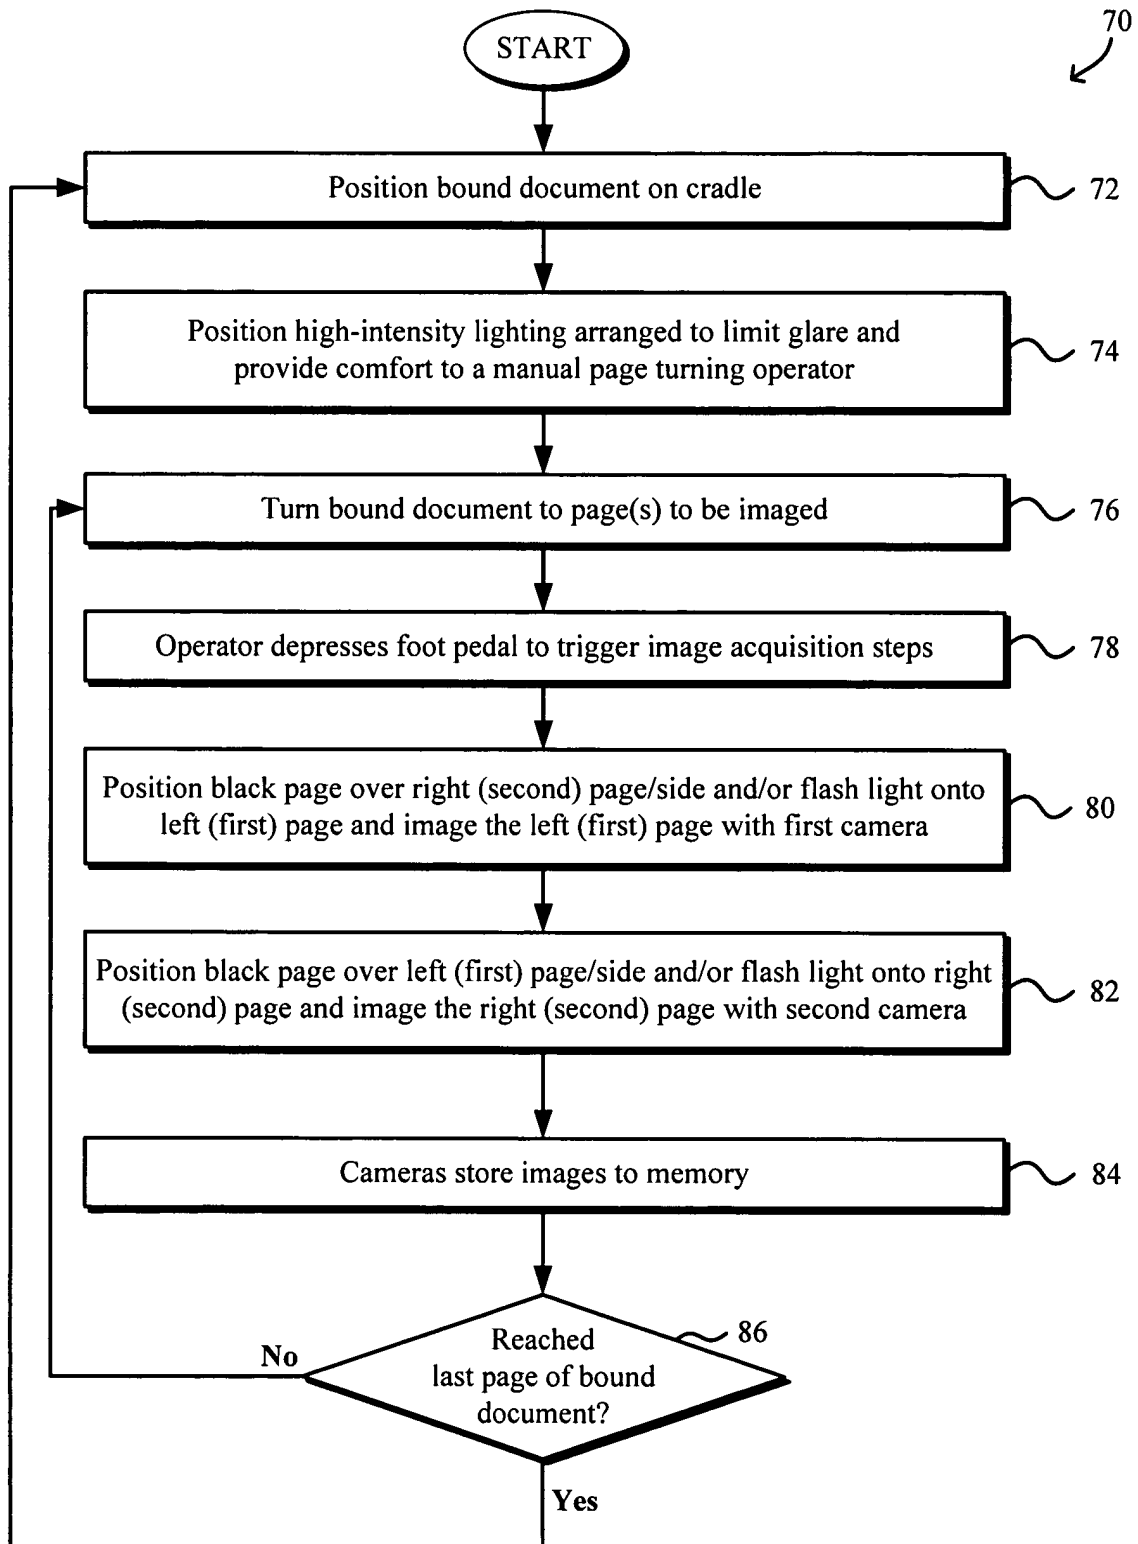 70
START
Position bound document on cradle
72
Position high-intensity lighting arranged to limit glare and
provide comfort to a manual page turning operator
74
Turn bound document to page(s) to be imaged
76
Operator depresses foot pedal to trigger image acquisition steps
78
Position black page over right (second) page/side and/or flash light onto
left (first) page and image the left (first) page with first camera
80
Position black page over left (first) page/side and/or flash light onto right
(second) page and image the right (second) page with second camera
82
Cameras store images to memory
84
86
Reached
last page of bound
document?
No
Yes